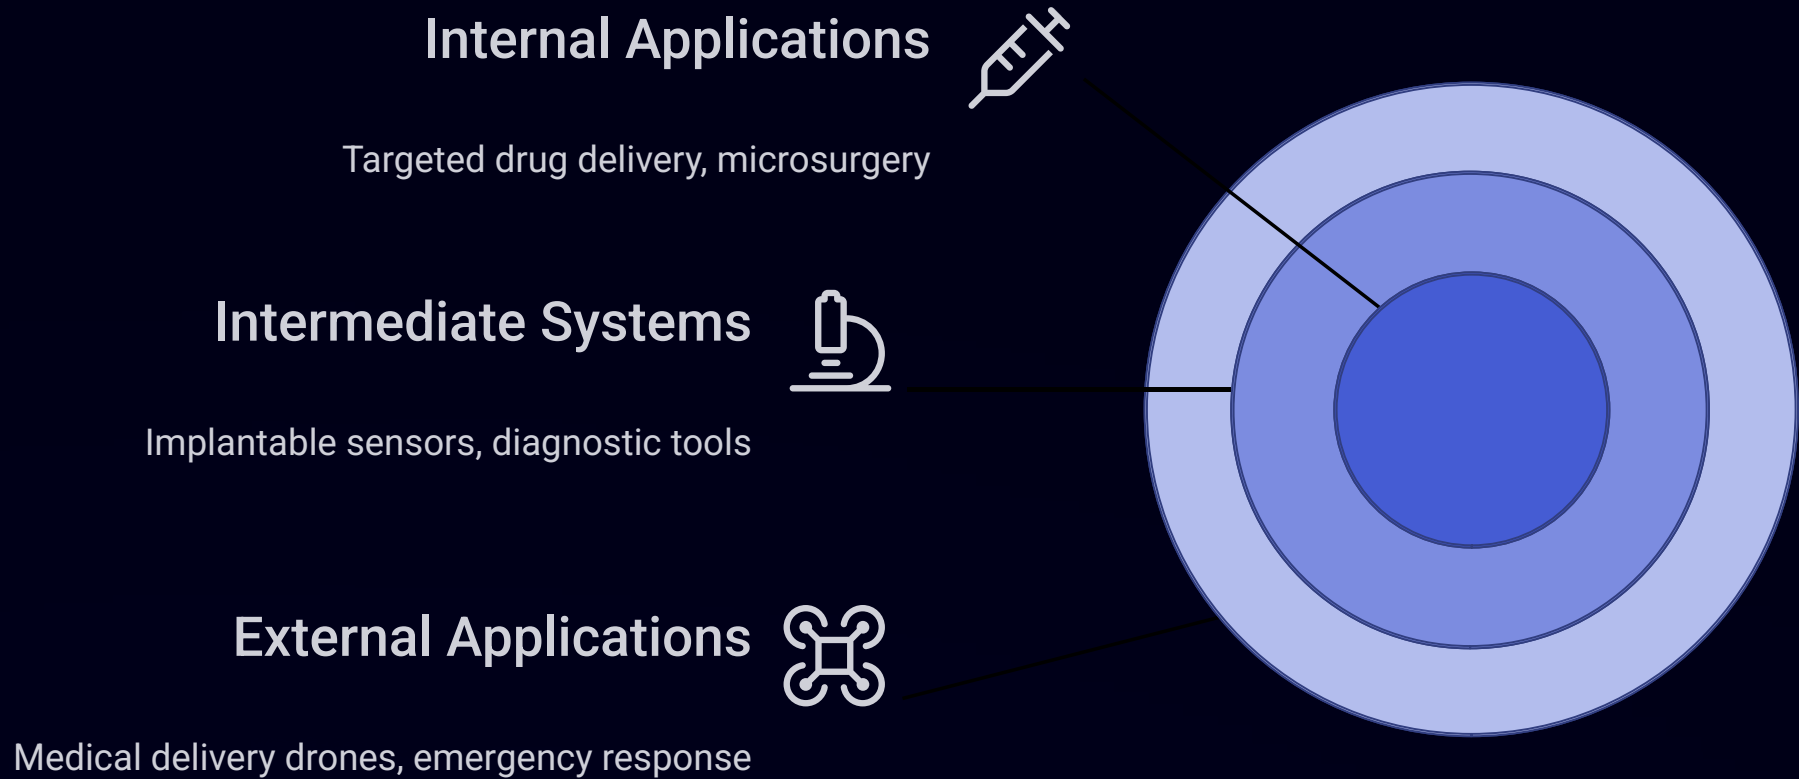 Internal Applications
Targeted drug delivery, microsurgery
Intermediate Systems
Implantable sensors, diagnostic tools
External Applications
Medical delivery drones, emergency response